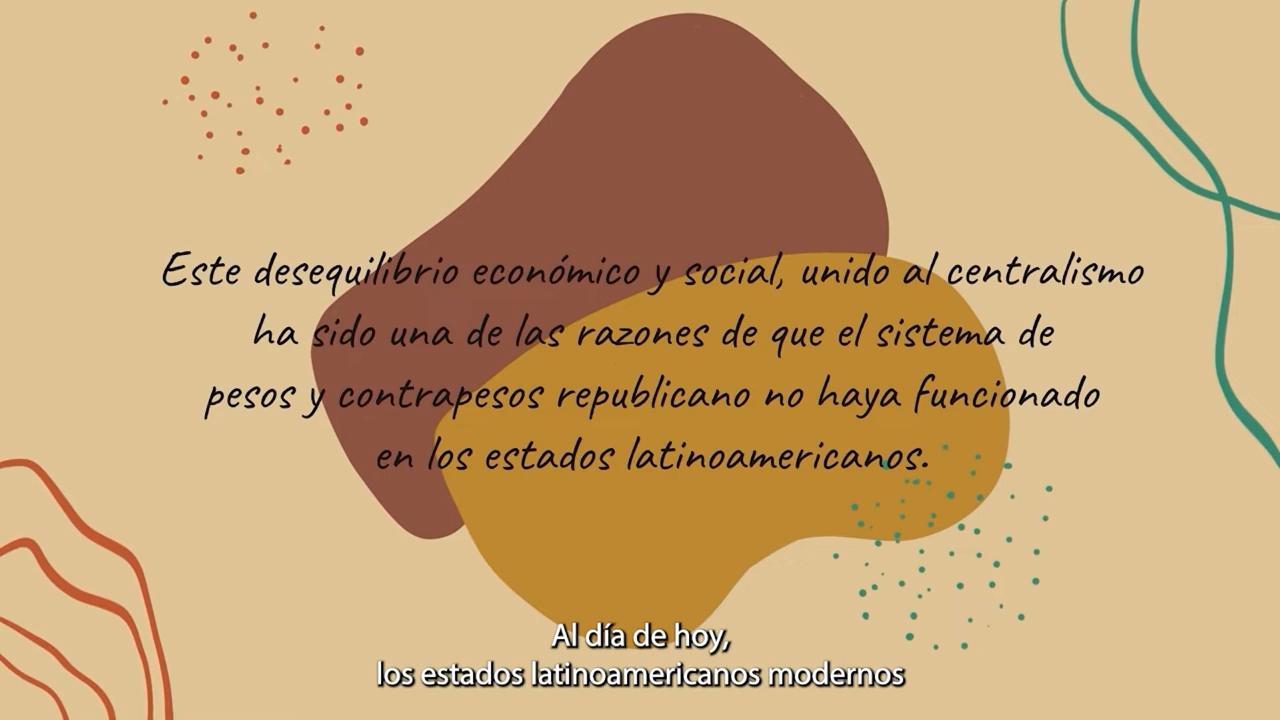 Este desequilibrio económico y social, unido al centralismo
ha sido una de las razones de que el sistema de
pesos y contrapesos republicano no haya funcionado
en los estados latinoamericanos.
Al día de hoy,
los estados latinoamericanos modernos